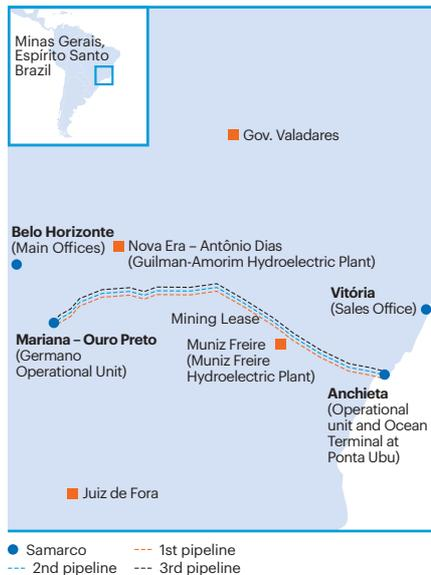 Minas Gerais,
Espírito Santo
Brazil
Gov. Valadares
Belo Horizonte
(Main Offices)
Nova Era – Antônio Dias
(Guilman-Amorim Hydroelectric Plant)
Vitória
(Sales Office)
Mining Lease
Mariana – Ouro Preto
(Germano
Operational Unit)
Muniz Freire
(Muniz Freire
Hydroelectric Plant)
Anchieta
(Operational
unit and Ocean
Terminal at
Ponta Ubu)
Juiz de Fora
Samarco
1st pipeline
2nd pipeline
3rd pipeline